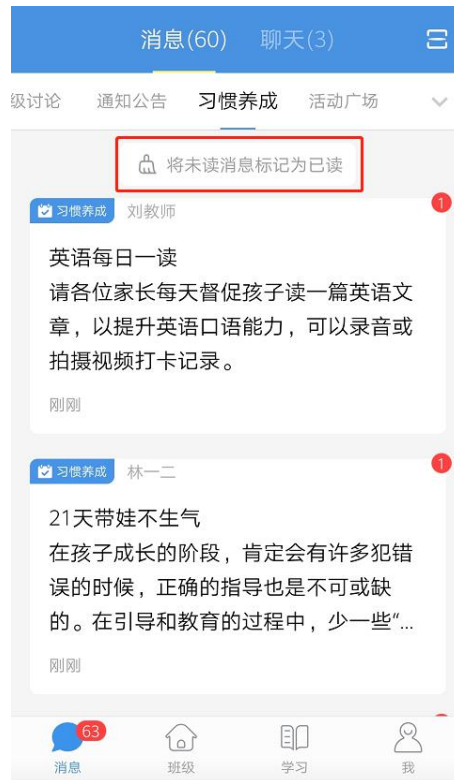 消息(60) 聊天(3)
级讨论 通知公告 习惯养成 活动广场
将未读消息标记为已读
习惯养成 刘教师 1
英语每日一读
请各位家长每天督促孩子读一篇英语文
章，以提升英语口语能力，可以录音或
拍摄视频打卡记录。
刚刚
习惯养成 林一二 1
21天带娃不生气
在孩子成长的阶段，肯定会有许多犯错
误的时候，正确的指导也是不可或缺
的。在引导和教育的过程中，少一些“...
刚刚
63
消息 班级 学习 我